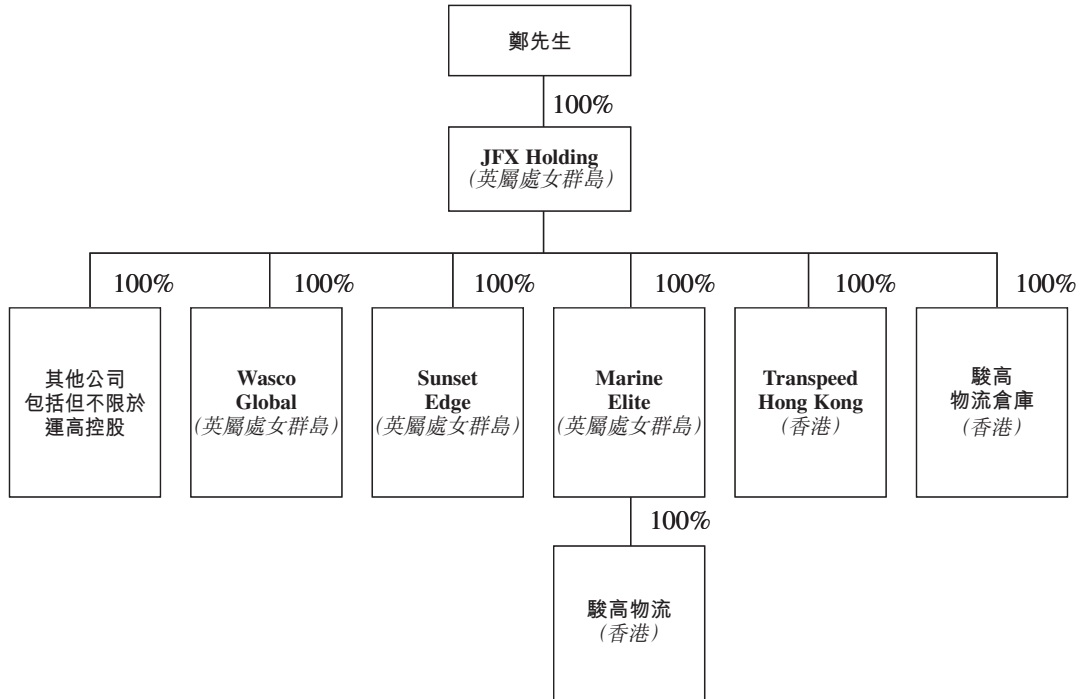 鄭先生
100%
JFX Holding
(英屬處女群島)
100%
100%
100%
100%
100%
100%
其他公司
包括但不限於
運高控股
Wasco
Global
(英屬處女群島)
Sunset
Edge
(英屬處女群島)
Marine
Elite
(英屬處女群島)
Transpeed
Hong Kong
(香港)
駿高
物流倉庫
(香港)
100%
駿高物流
(香港)